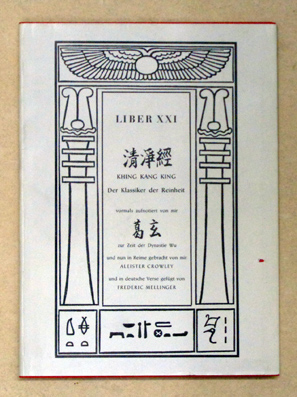 LIBER XXI
清淨經
KHING KANG KING
Der Klassiker der Reinheit
vormals aufnotiert von mir
葛玄
zur Zeit der Dynastie Wu
und nun in Reime gebracht von mir
ALEISTER CROWLEY
und in deutsche Verse gefügt von
FREDERIC MELLINGER